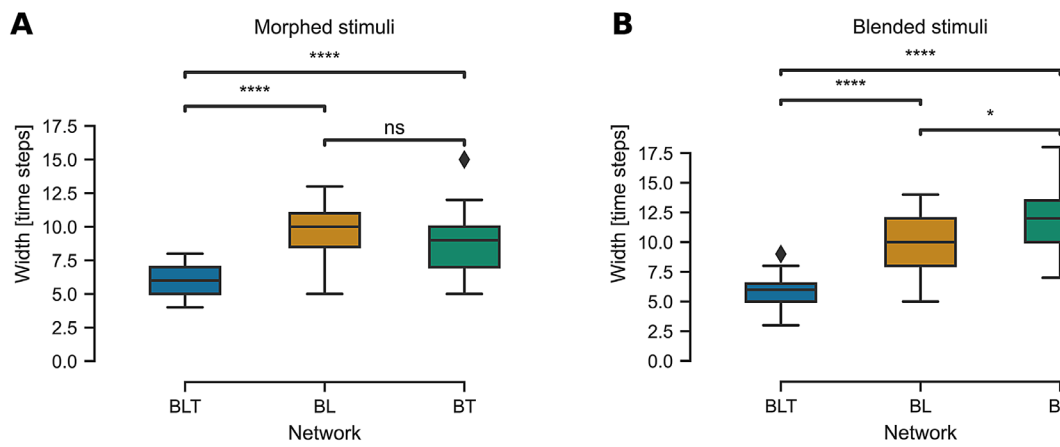 A
Morphed stimuli
****
****
ns
Width [time steps]
17.5
15.0
12.5
10.0
7.5
5.0
2.5
0.0
BLT BL BT
Network
B
Blended stimuli
****
****
*
Width [time steps]
17.5
15.0
12.5
10.0
7.5
5.0
2.5
0.0
BLT BL B
Network